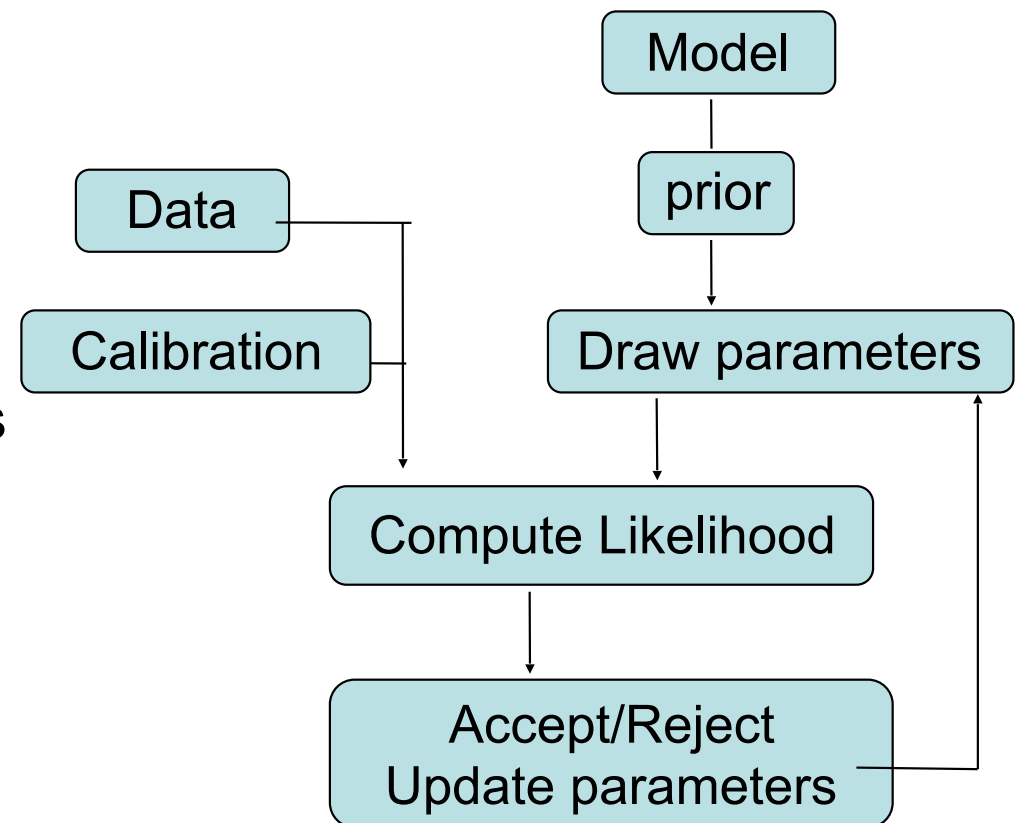 Model
prior
Data
Calibration
Draw parameters
s
Compute Likelihood
Accept/Reject
Update parameters